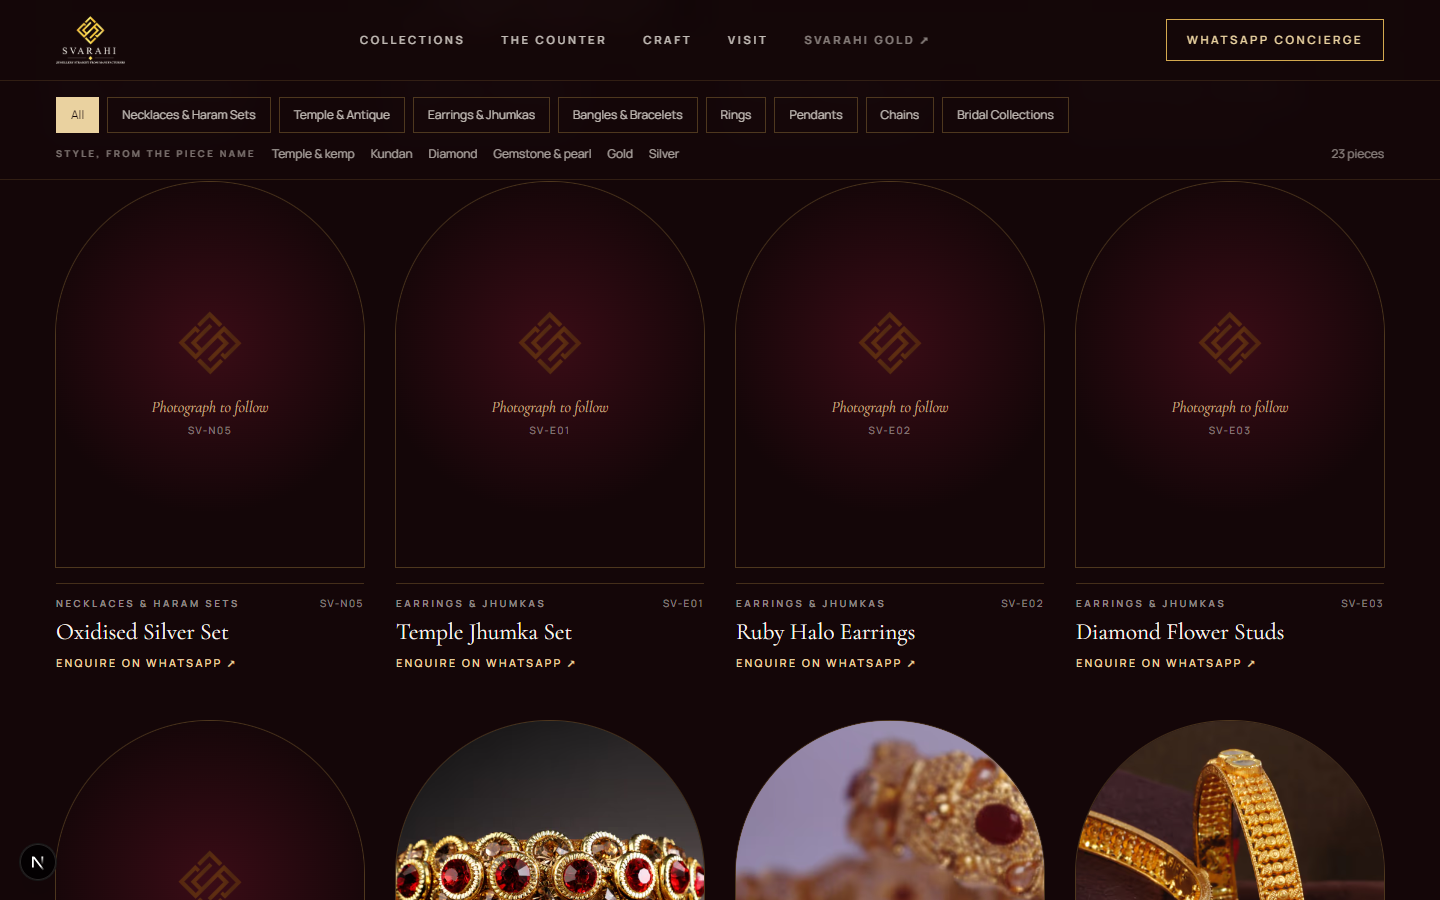 SVARAHI
COLLECTIONS THE COUNTER CRAFT VISIT SVARAHI GOLD ↗ WHATSAPP CONCIERGE
All Necklaces & Haram Sets Temple & Antique Earrings & Jhumkas Bangles & Bracelets Rings Pendants Chains Bridal Collections
STYLE, FROM THE PIECE NAME Temple & kemp Kundan Diamond Gemstone & pearl Gold Silver 23 pieces
Photograph to follow Photograph to follow Photograph to follow Photograph to follow
SV-N05 SV-E01 SV-E02 SV-E03
NECKLACES & HARAM SETS SV-N05 EARRINGS & JHUMKAS SV-E01 EARRINGS & JHUMKAS SV-E02 EARRINGS & JHUMKAS SV-E03
Oxidised Silver Set Temple Jhumka Set Ruby Halo Earrings Diamond Flower Studs
ENQUIRE ON WHATSAPP ↗ ENQUIRE ON WHATSAPP ↗ ENQUIRE ON WHATSAPP ↗ ENQUIRE ON WHATSAPP ↗
N